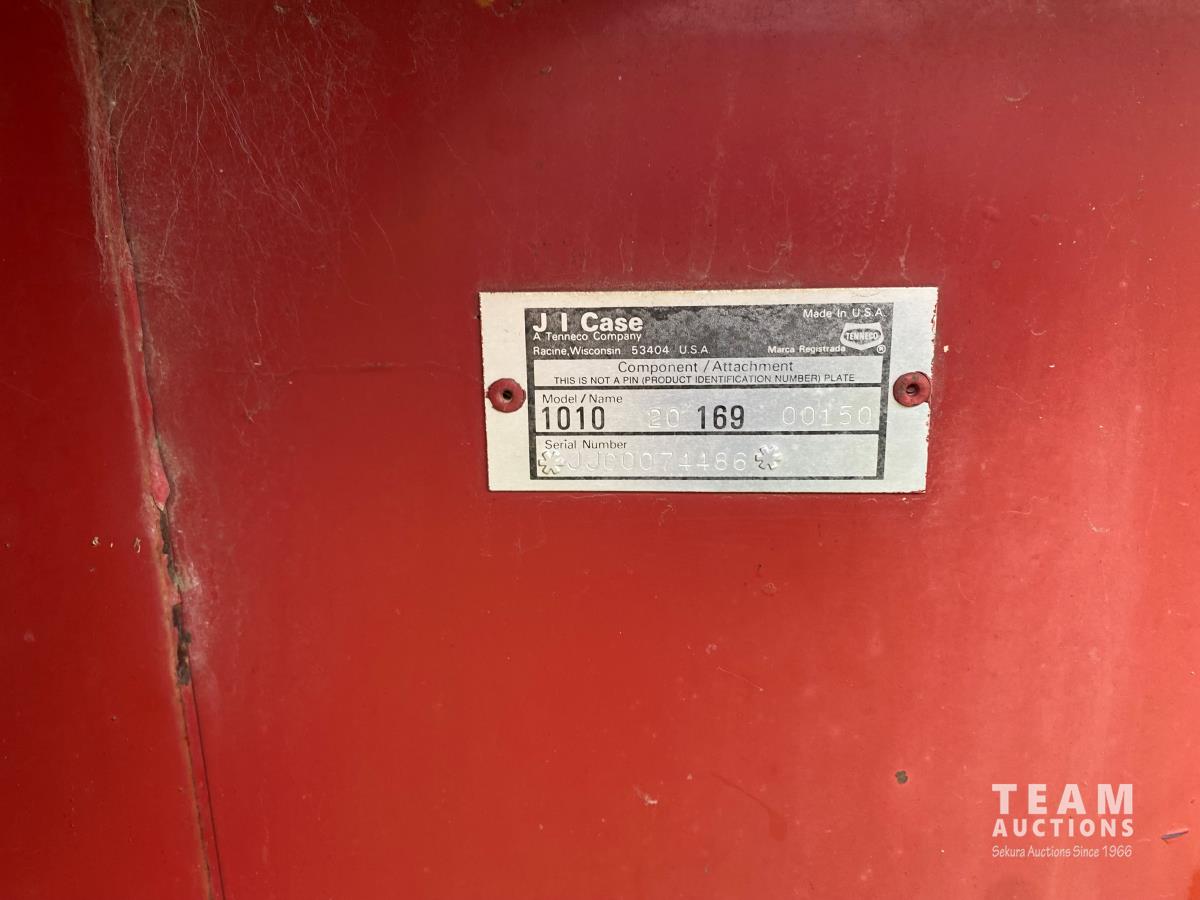 J I Case
A Tenneco Company
Racine, Wisconsin 53404 U.S.A
Made in U.S.A.
TENNECO
Marca Registrada ®
Component / Attachment
THIS IS NOT A PIN (PRODUCT IDENTIFICATION NUMBER) PLATE
Model / Name
1010 20 169 00150
Serial Number
*JJC0074486*
TEAM
AUCTIONS
Sekura Auctions Since 1966